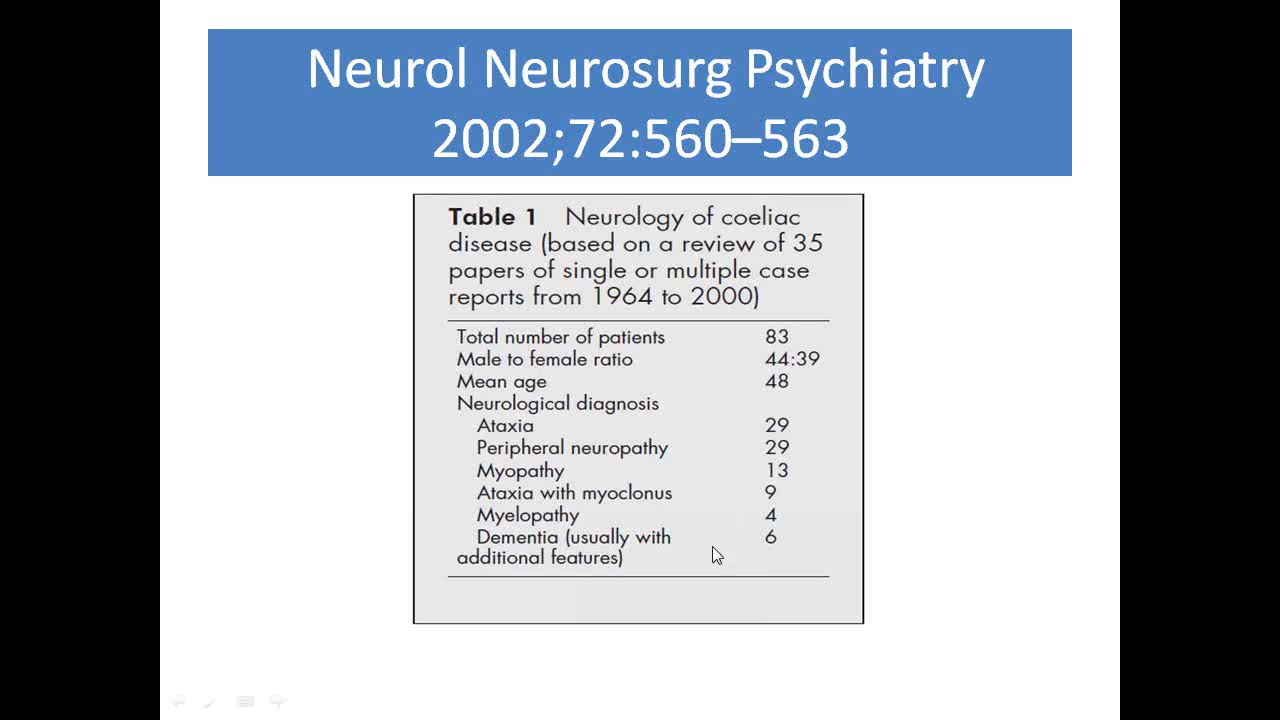 Neurol Neurosurg Psychiatry
2002;72:560–563
Table 1 Neurology of coeliac
disease (based on a review of 35
papers of single or multiple case
reports from 1964 to 2000)
Total number of patients 83
Male to female ratio 44:39
Mean age 48
Neurological diagnosis
Ataxia 29
Peripheral neuropathy 29
Myopathy 13
Ataxia with myoclonus 9
Myelopathy 4
Dementia (usually with 6
additional features)